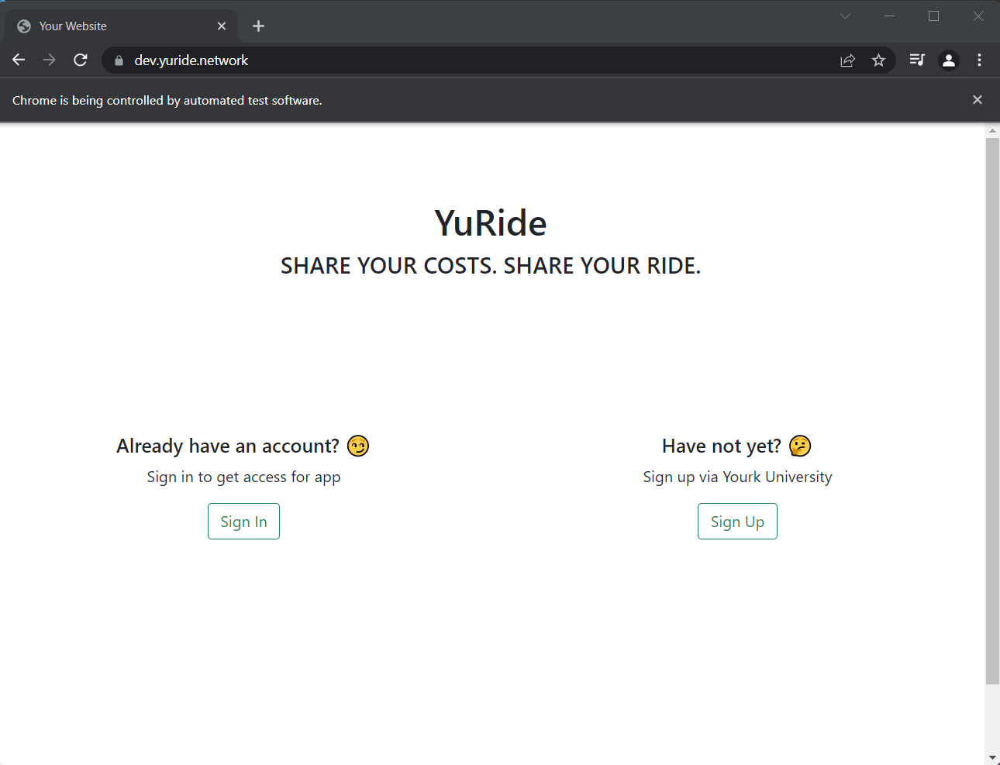 Your Website
dev.yuride.network
Chrome is being controlled by automated test software.
YuRide
SHARE YOUR COSTS. SHARE YOUR RIDE.
Already have an account? 😏
Sign in to get access for app
Sign In
Have not yet? 🤔
Sign up via Yourk University
Sign Up